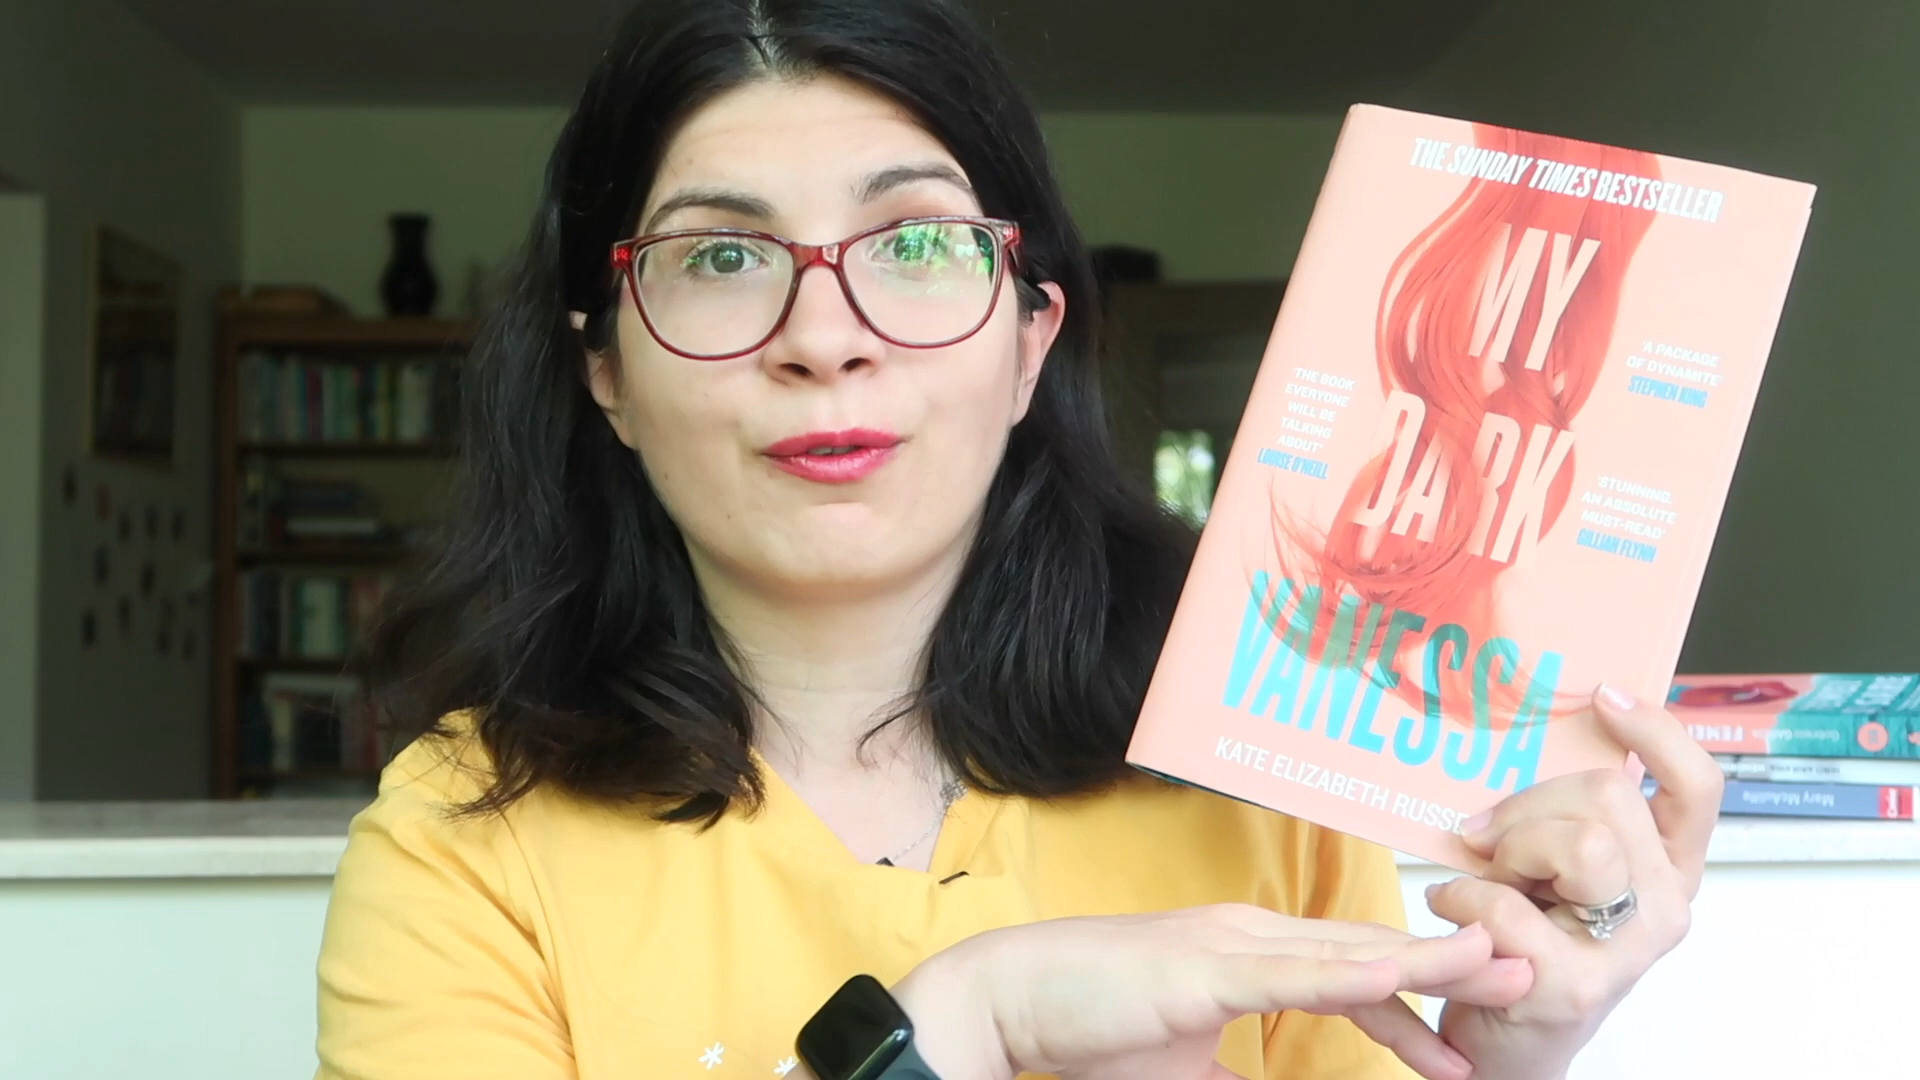 THE SUNDAY TIMES BESTSELLER
MY
DARK
VANESSA
'THE BOOK
EVERYONE
WILL BE
TALKING
ABOUT'
LOUISE O'NEILL
'A PACKAGE
OF DYNAMITE'
STEPHEN KING
'STUNNING.
AN ABSOLUTE
MUST-READ'
GILLIAN FLYNN
KATE ELIZABETH RUSSE
FEMEI
Mary McAuliffe